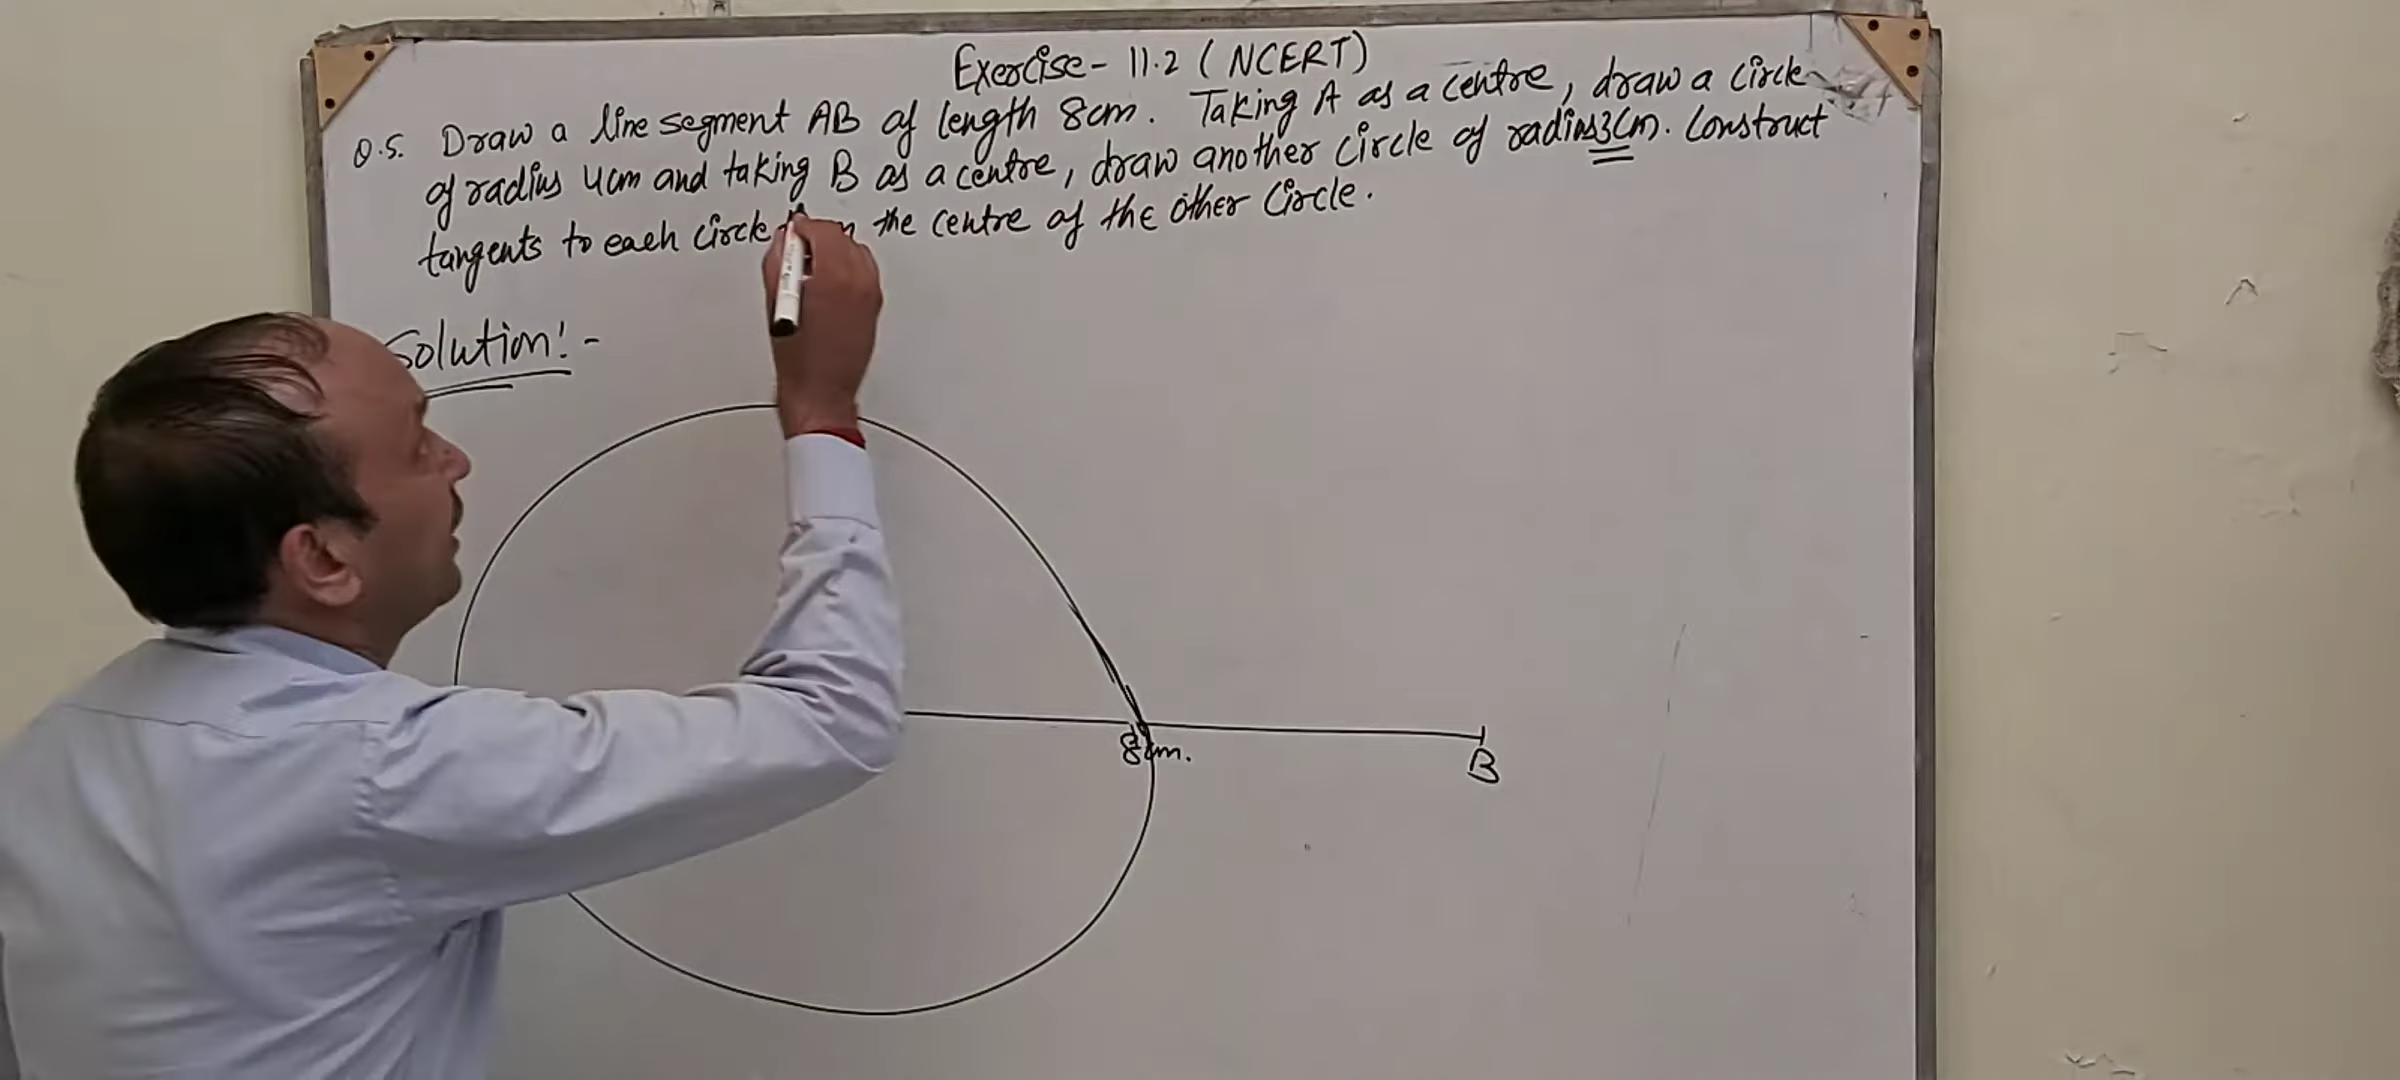 Exercise - 11.2 ( NCERT )
Q.5. Draw a line segment AB of length 8cm. Taking A as a centre, draw a circle
of radius 4cm and taking B as a centre, draw another circle of radius 3cm. Construct
tangents to each circle the centre of the other circle.
Solution! -
8cm.
B